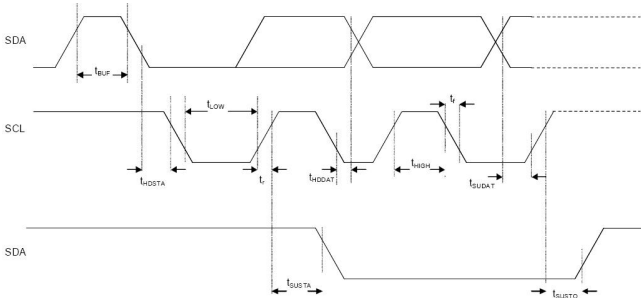 SDA
tBUF
tLOW
tf
SCL
tHDSTA
tr
tHDDAT
tHIGH
tSUDAT
SDA
tSUSTA
tSUSTO